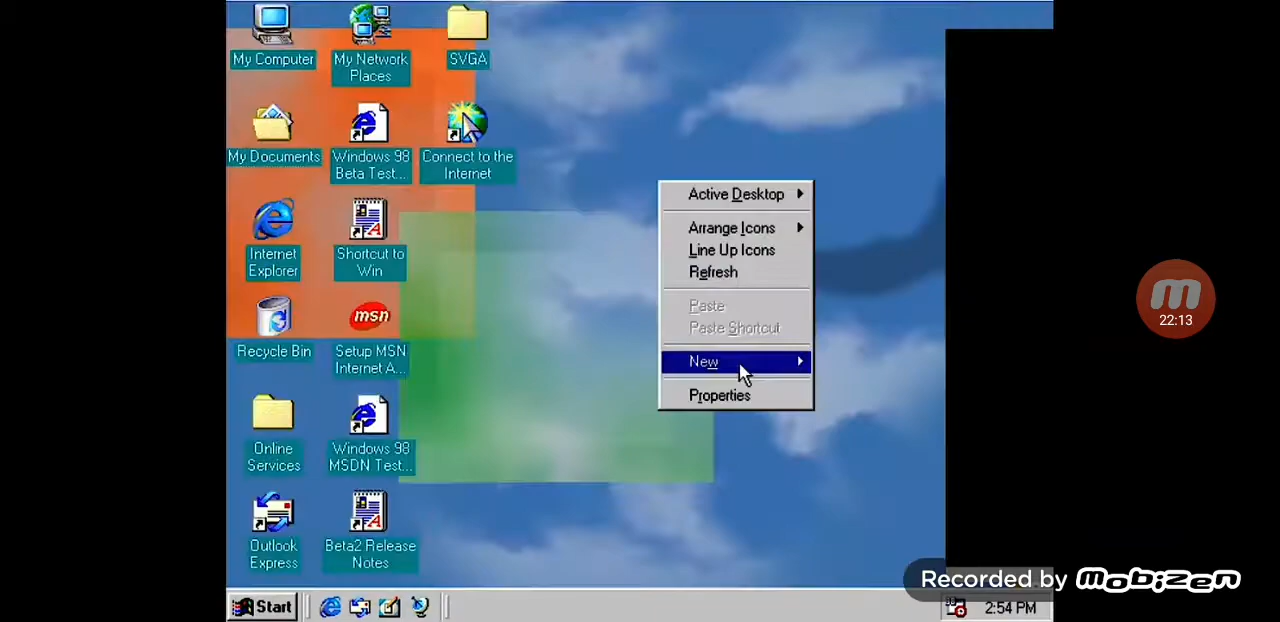 My Computer
My Network
Places
SVGA
My Documents
Windows 98
Beta Test...
Connect to the
Internet
Internet
Explorer
Shortcut to
Win
Recycle Bin
msn
Setup MSN
Internet A...
Online
Services
Windows 98
MSDN Test...
Outlook
Express
Beta2 Release
Notes
Active Desktop
Arrange Icons
Line Up Icons
Refresh
Paste
Paste Shortcut
New
Properties
m
22:13
Recorded by mobizen
Start
2:54 PM